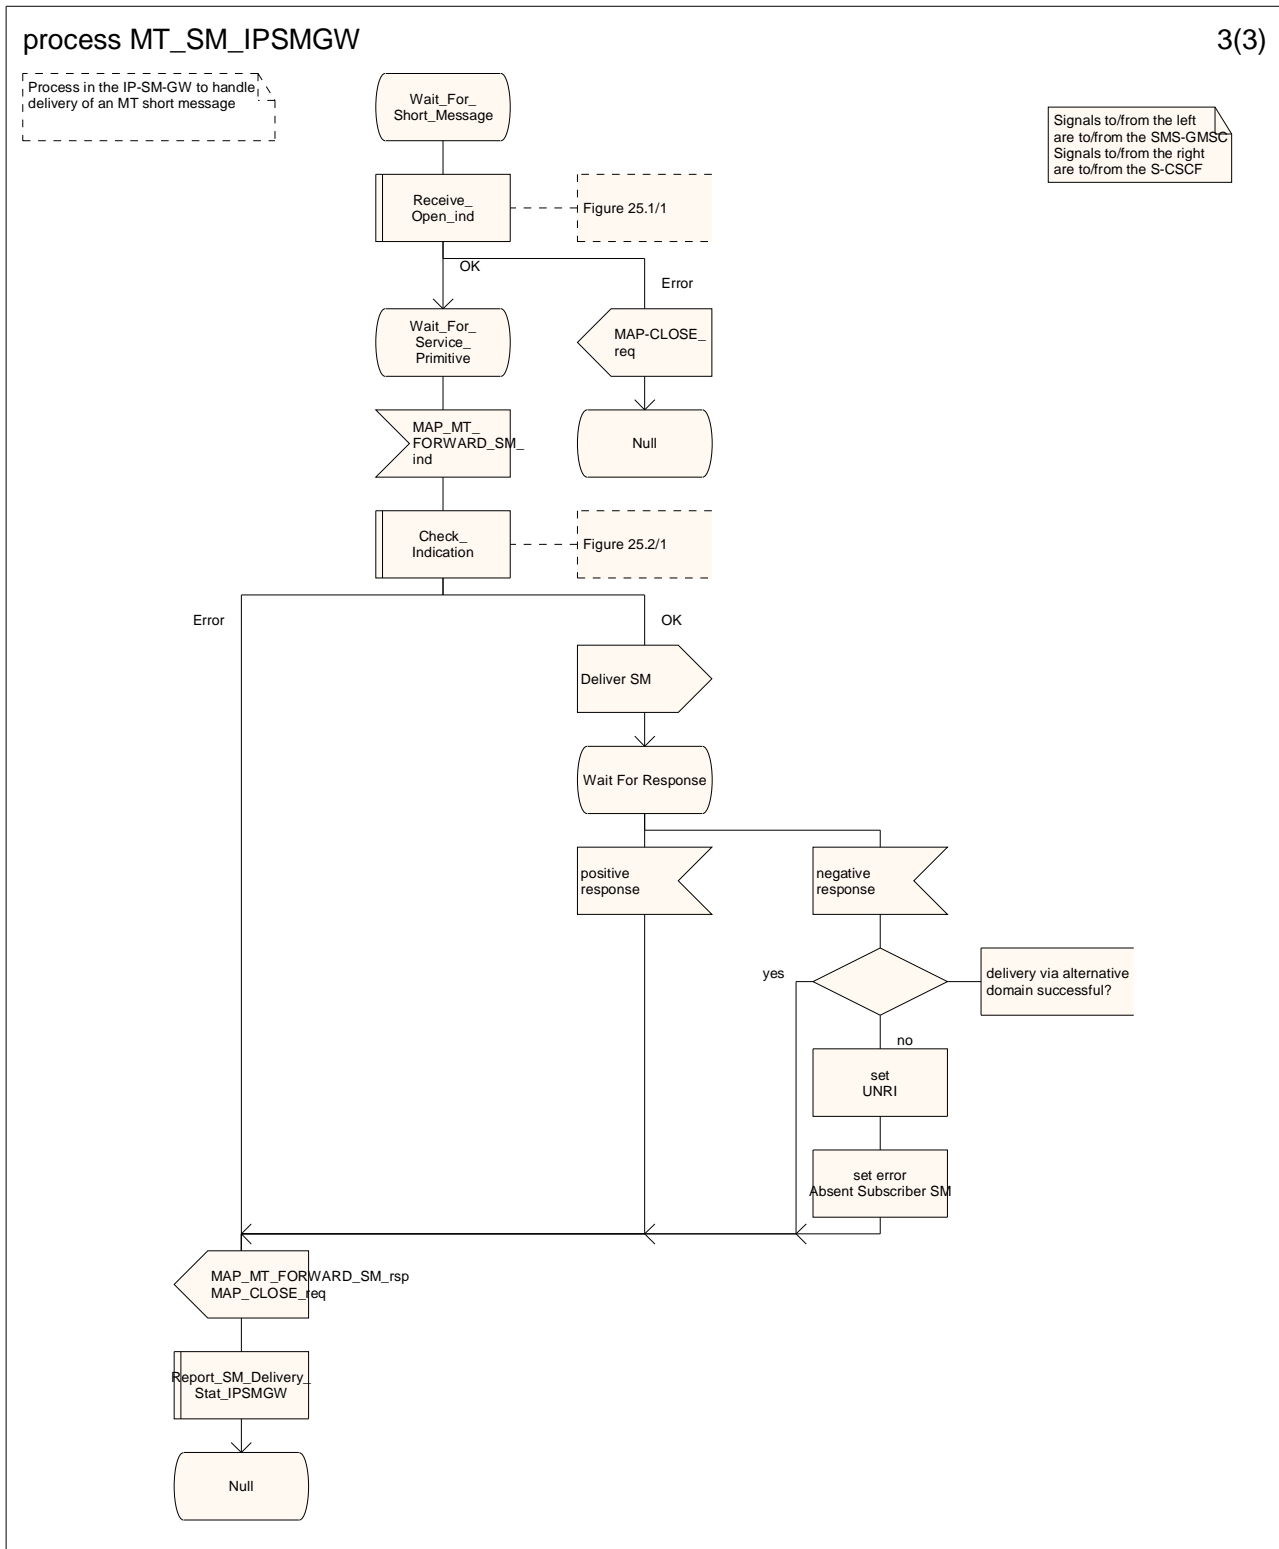 process MT_SM_IPSMGW
3(3)
Process in the IP-SM-GW to handle
delivery of an MT short message
Wait_For_
Short_Message
Signals to/from the left
are to/from the SMS-GMSC
Signals to/from the right
are to/from the S-CSCF
Receive_
Open_ind
Figure 25.1/1
OK
Error
Wait_For_
Service_
Primitive
MAP-CLOSE_
req
MAP_MT_
FORWARD_SM_
ind
Null
Check_
Indication
Figure 25.2/1
Error
OK
Deliver SM
Wait For Response
positive
response
negative
response
yes
delivery via alternative
domain successful?
no
set
UNRI
set error
Absent Subscriber SM
MAP_MT_FORWARD_SM_rsp
MAP_CLOSE_req
Report_SM_Delivery_
Stat_IPSMGW
Null